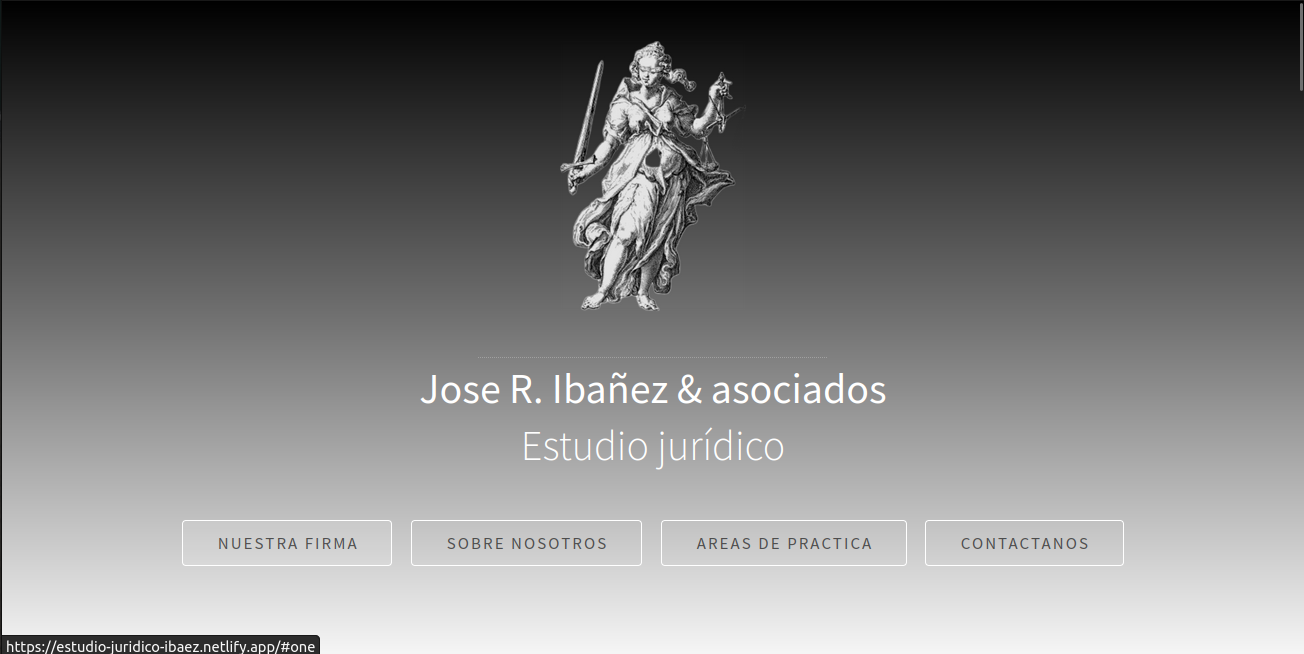 Jose R. Ibañez & asociados
Estudio jurídico
NUESTRA FIRMA
SOBRE NOSOTROS
AREAS DE PRACTICA
CONTACTANOS
https://estudio-juridico-ibaez.netlify.app/#one